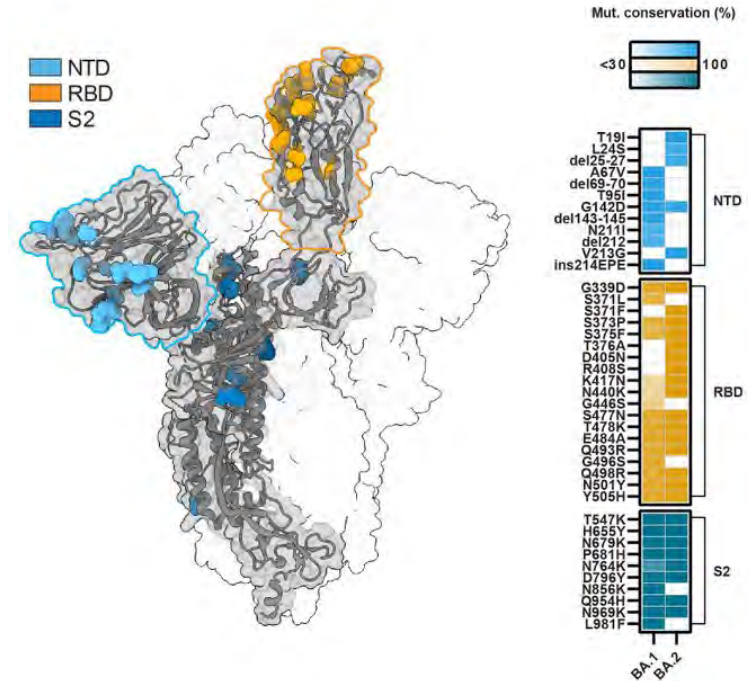 Mut. conservation (%)
<30
100
NTD
RBD
S2
T19I
L24S
del25-27
A67V
del69-70
T95I
G142D
del143-145
N211I
del212
V213G
ins214EPE
NTD
G339D
S371L
S371F
S373P
S375F
T376A
D405N
R408S
K417N
N440K
G446S
S477N
T478K
E484A
Q493R
G496S
Q498R
N501Y
Y505H
RBD
T547K
H655Y
N679K
P681H
N764K
D796Y
N856K
Q954H
N969K
L981F
S2
BA.1
BA.2